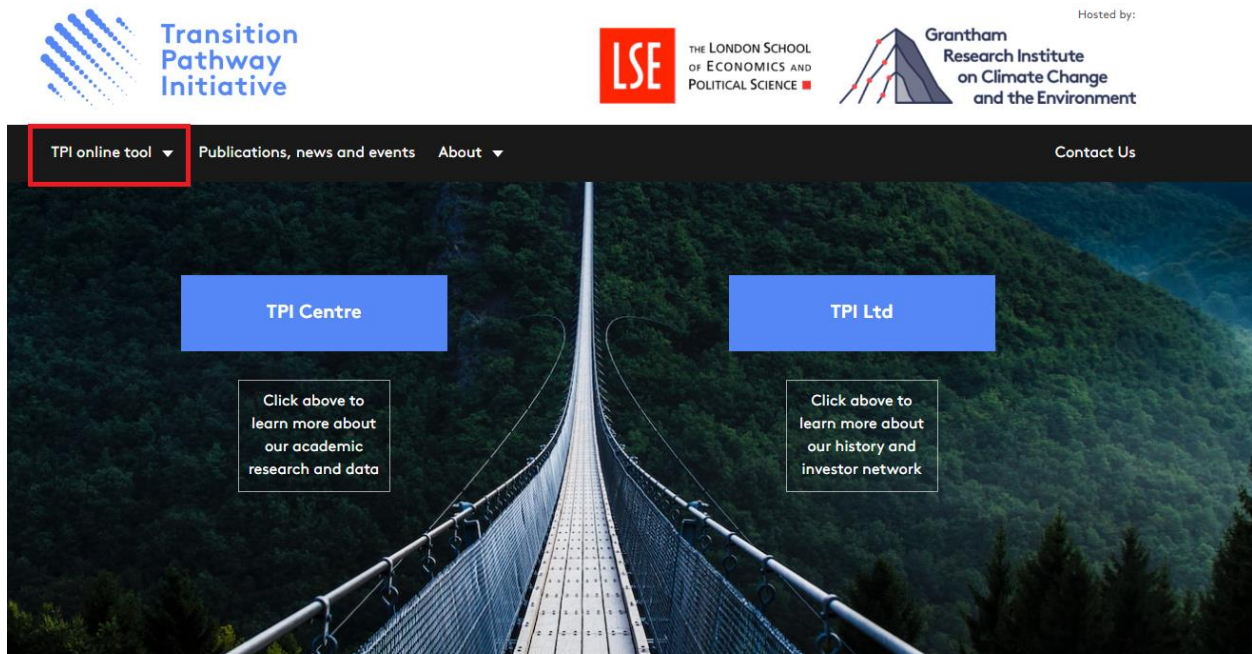 Hosted by:
Transition
Pathway
Initiative
LSE
THE LONDON SCHOOL
OF ECONOMICS AND
POLITICAL SCIENCE
Grantham
Research Institute
on Climate Change
and the Environment
TPI online tool
Publications, news and events
About
Contact Us
TPI Centre
TPI Ltd
Click above to
learn more about
our academic
research and data
Click above to
learn more about
our history and
investor network